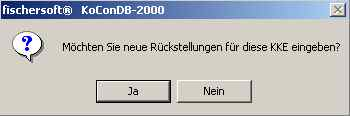 fischersoft® KoConDB-2000
?
Möchten Sie neue Rückstellungen für diese KKE eingeben?
Ja
Nein